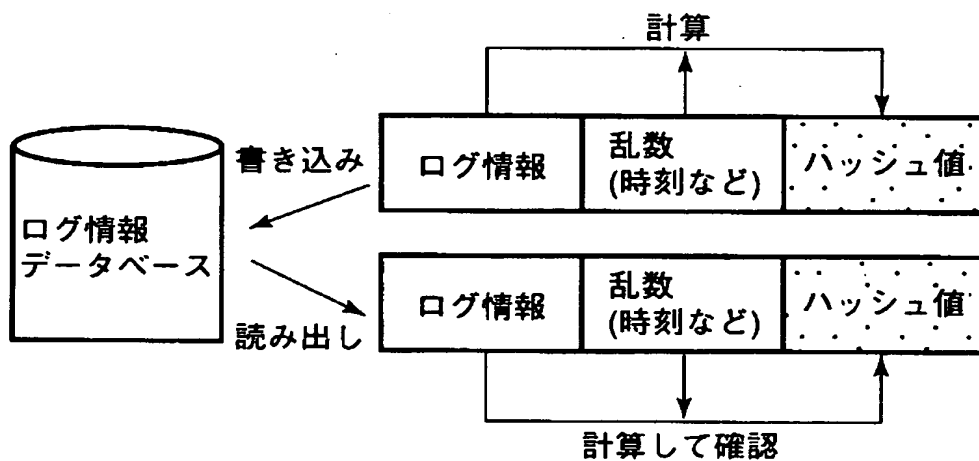 計算
書き込み
ログ情報
乱数
(時刻など)
ハッシュ値
ログ情報
データベース
読み出し
ログ情報
乱数
(時刻など)
ハッシュ値
計算して確認